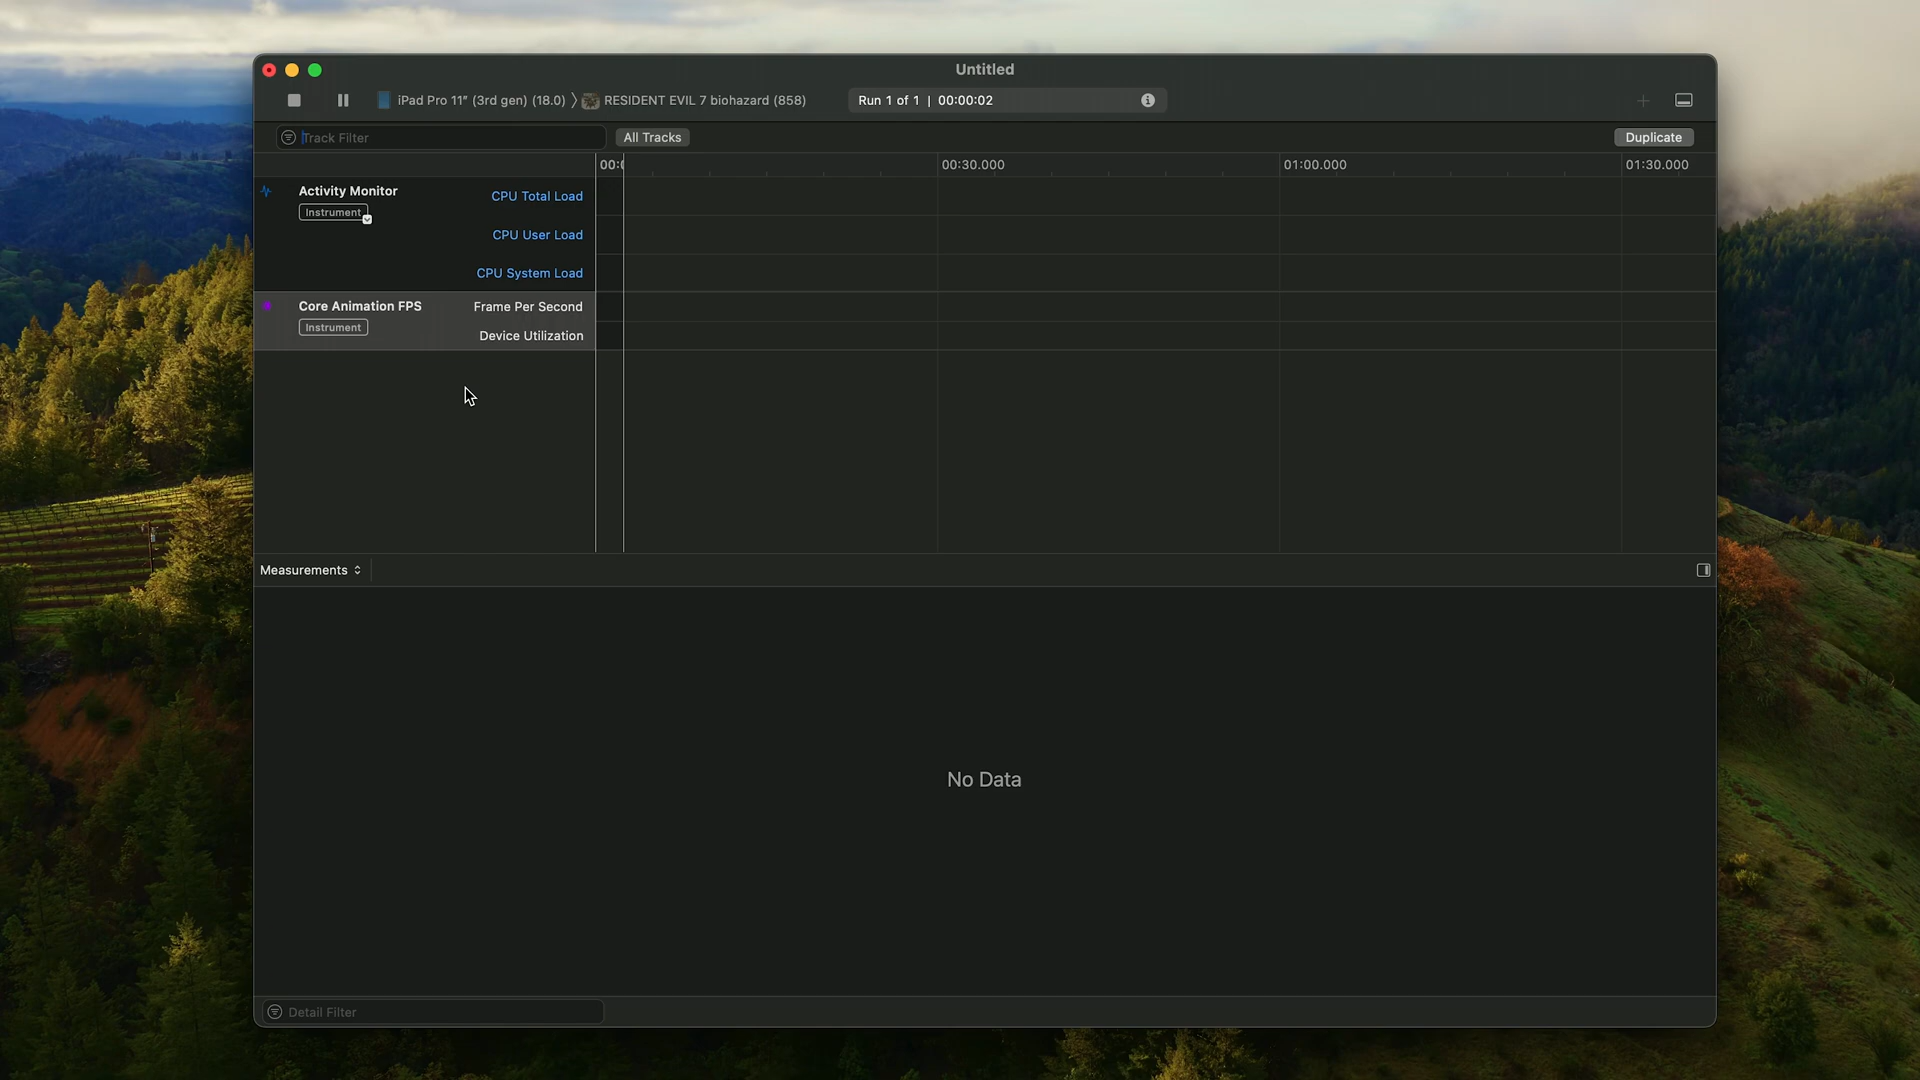 Untitled
iPad Pro 11" (3rd gen) (18.0) 〉 RESIDENT EVIL 7 biohazard (858)
Run 1 of 1 | 00:00:02
Track Filter
All Tracks
Duplicate
00:0
00:30.000
01:00.000
01:30.000
Activity Monitor
Instrument
CPU Total Load
CPU User Load
CPU System Load
Core Animation FPS
Instrument
Frame Per Second
Device Utilization
Measurements
No Data
Detail Filter